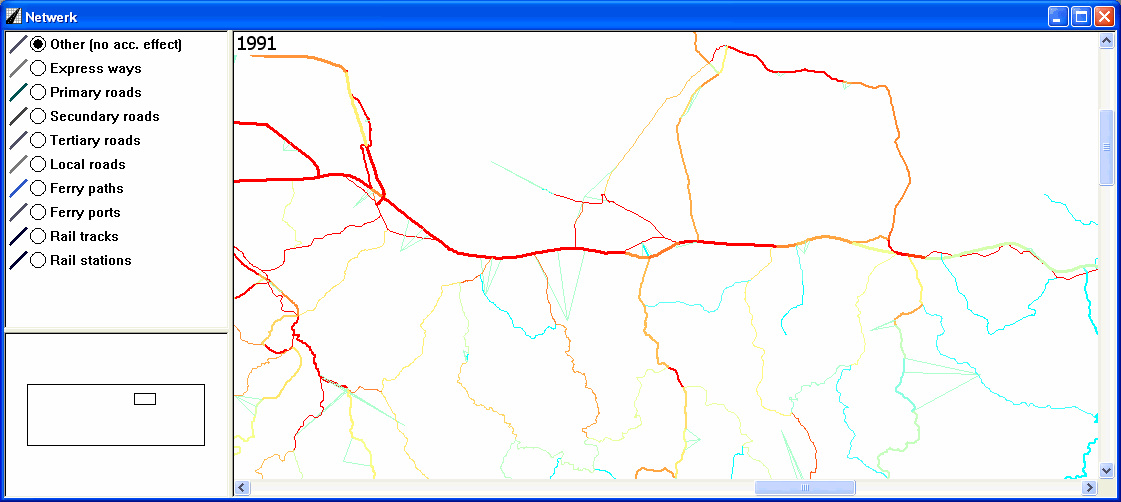 Netwerk
Other (no acc. effect)
Express ways
Primary roads
Secundary roads
Tertiary roads
Local roads
Ferry paths
Ferry ports
Rail tracks
Rail stations
1991